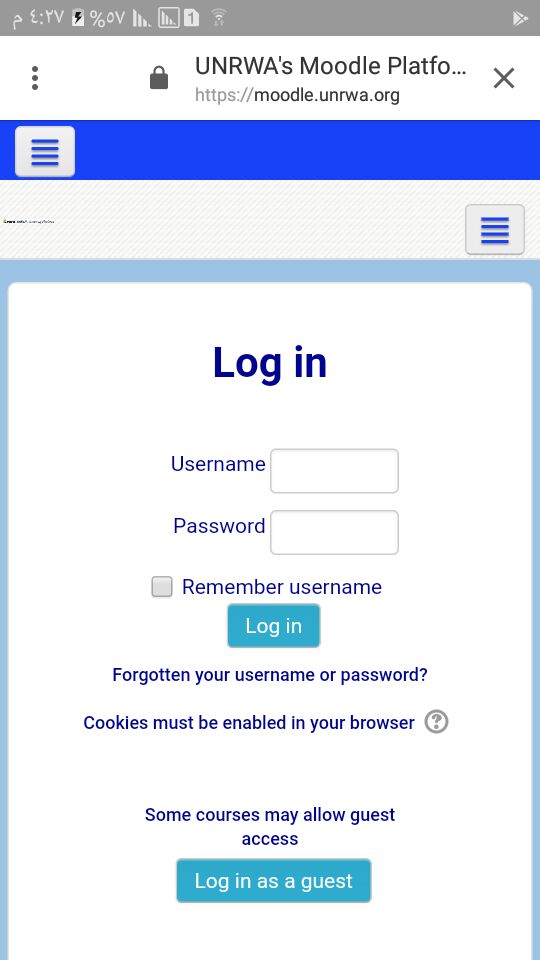 م ٤:٢٧ %٥٧ 1
UNRWA's Moodle Platfo...
https://moodle.unrwa.org
Log in
Username
Password
Remember username
Log in
Forgotten your username or password?
Cookies must be enabled in your browser ?
Some courses may allow guest
access
Log in as a guest